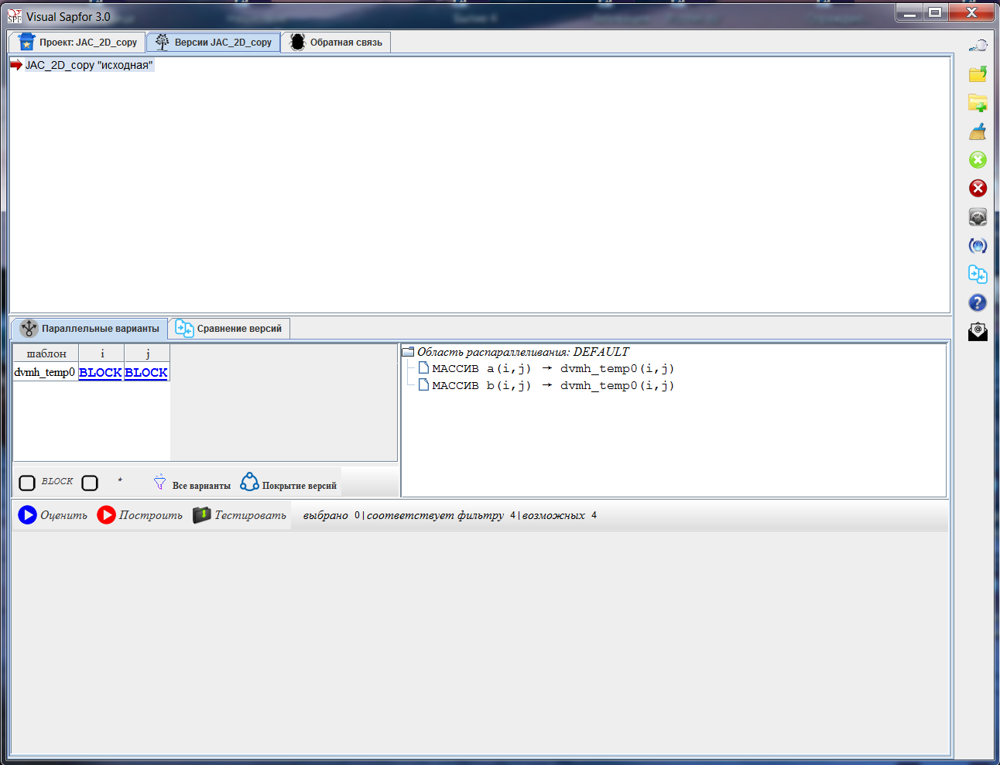 Visual Sapfor 3.0
Проект: JAC_2D_copy Версии JAC_2D_copy Обратная связь
JAC_2D_copy "исходная"
Параллельные варианты Сравнение версий
шаблон i j
dvmh_temp0 BLOCK BLOCK
Область распараллеливания: DEFAULT
МАССИВ a(i,j) → dvmh_temp0(i,j)
МАССИВ b(i,j) → dvmh_temp0(i,j)
BLOCK * Все варианты Покрытие версий
Оценить Построить Тестировать выбрано 0|соответствует фильтру 4|возможных 4